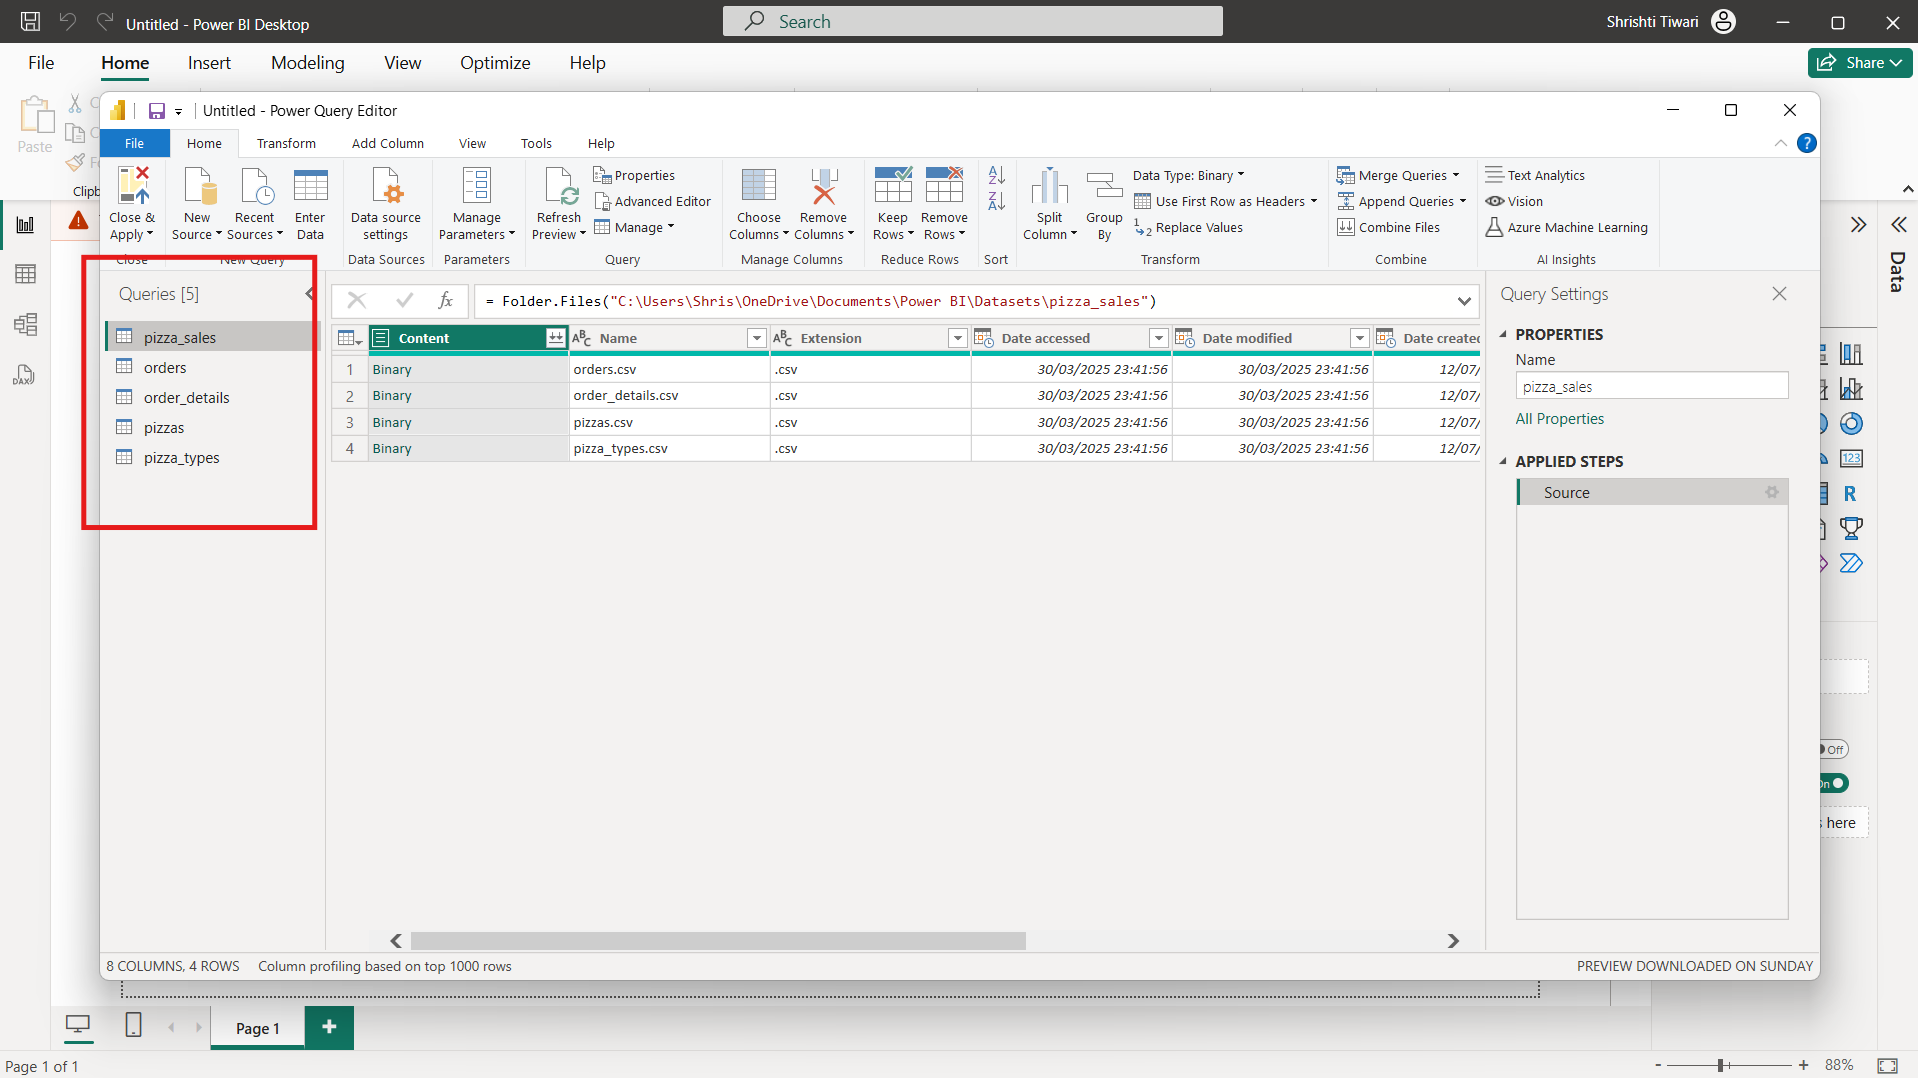 Untitled - Power BI Desktop
Search
Shrishti Tiwari
File Home Insert Modeling View Optimize Help
Share
Paste
Untitled - Power Query Editor
File Home Transform Add Column View Tools Help
Close & Apply
New Source
Recent Sources
Enter Data
Data source settings
Manage Parameters
Refresh Preview
Properties
Advanced Editor
Manage
Choose Columns
Remove Columns
Keep Rows
Remove Rows
Split Column
Group By
Data Type: Binary
Use First Row as Headers
Replace Values
Merge Queries
Append Queries
Combine Files
Text Analytics
Vision
Azure Machine Learning
Close New Query Data Sources Parameters Query Manage Columns Reduce Rows Sort Transform Combine AI Insights
Queries [5]
pizza_sales
orders
order_details
pizzas
pizza_types
fx
= Folder.Files("C:\Users\Shris\OneDrive\Documents\Power BI\Datasets\pizza_sales")
Content Name Extension Date accessed Date modified Date created
1 Binary orders.csv .csv 30/03/2025 23:41:56 30/03/2025 23:41:56 12/07/
2 Binary order_details.csv .csv 30/03/2025 23:41:56 30/03/2025 23:41:56 12/07/
3 Binary pizzas.csv .csv 30/03/2025 23:41:56 30/03/2025 23:41:56 12/07/
4 Binary pizza_types.csv .csv 30/03/2025 23:41:56 30/03/2025 23:41:56 12/07/
Query Settings
PROPERTIES
Name
pizza_sales
All Properties
APPLIED STEPS
Source
Data
123
R
Off
On
here
8 COLUMNS, 4 ROWS Column profiling based on top 1000 rows
PREVIEW DOWNLOADED ON SUNDAY
Page 1
Page 1 of 1
88%